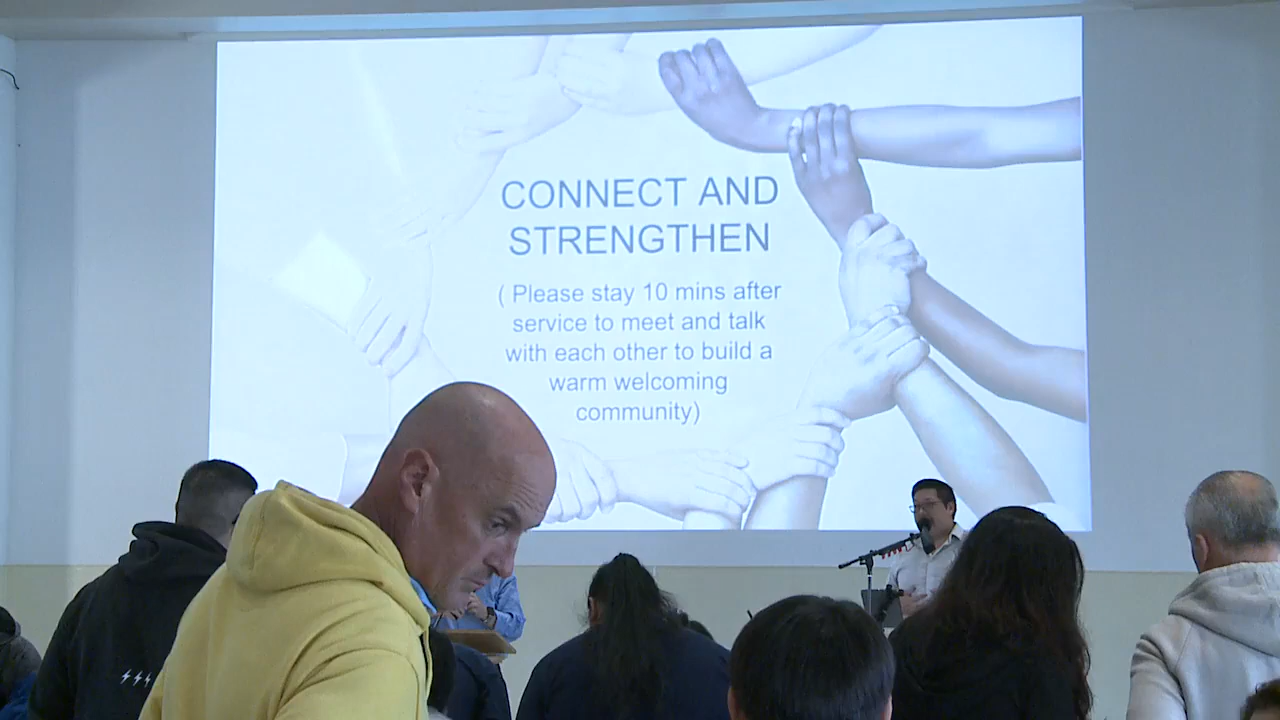 CONNECT AND
STRENGTHEN
( Please stay 10 mins after
service to meet and talk
with each other to build a
warm welcoming
community)